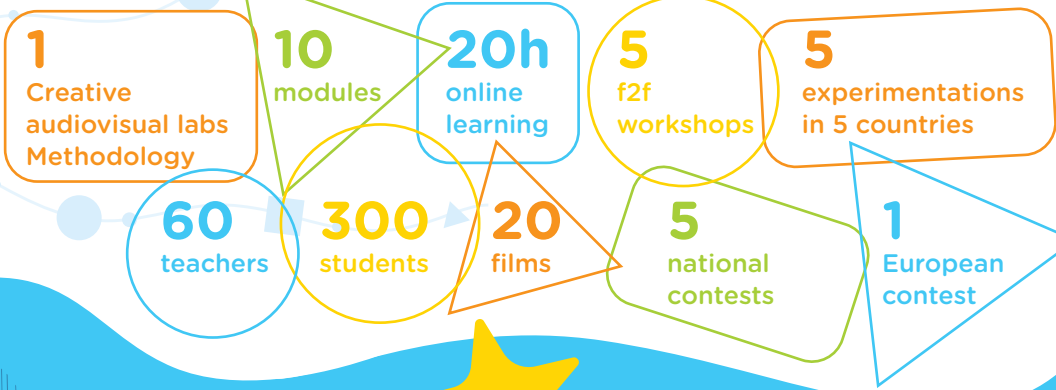 1
Creative
audiovisual labs
Methodology
10
modules
20h
online
learning
5
f2f
workshops
5
experimentations
in 5 countries
60
teachers
300
students
20
films
5
national
contests
1
European
contest